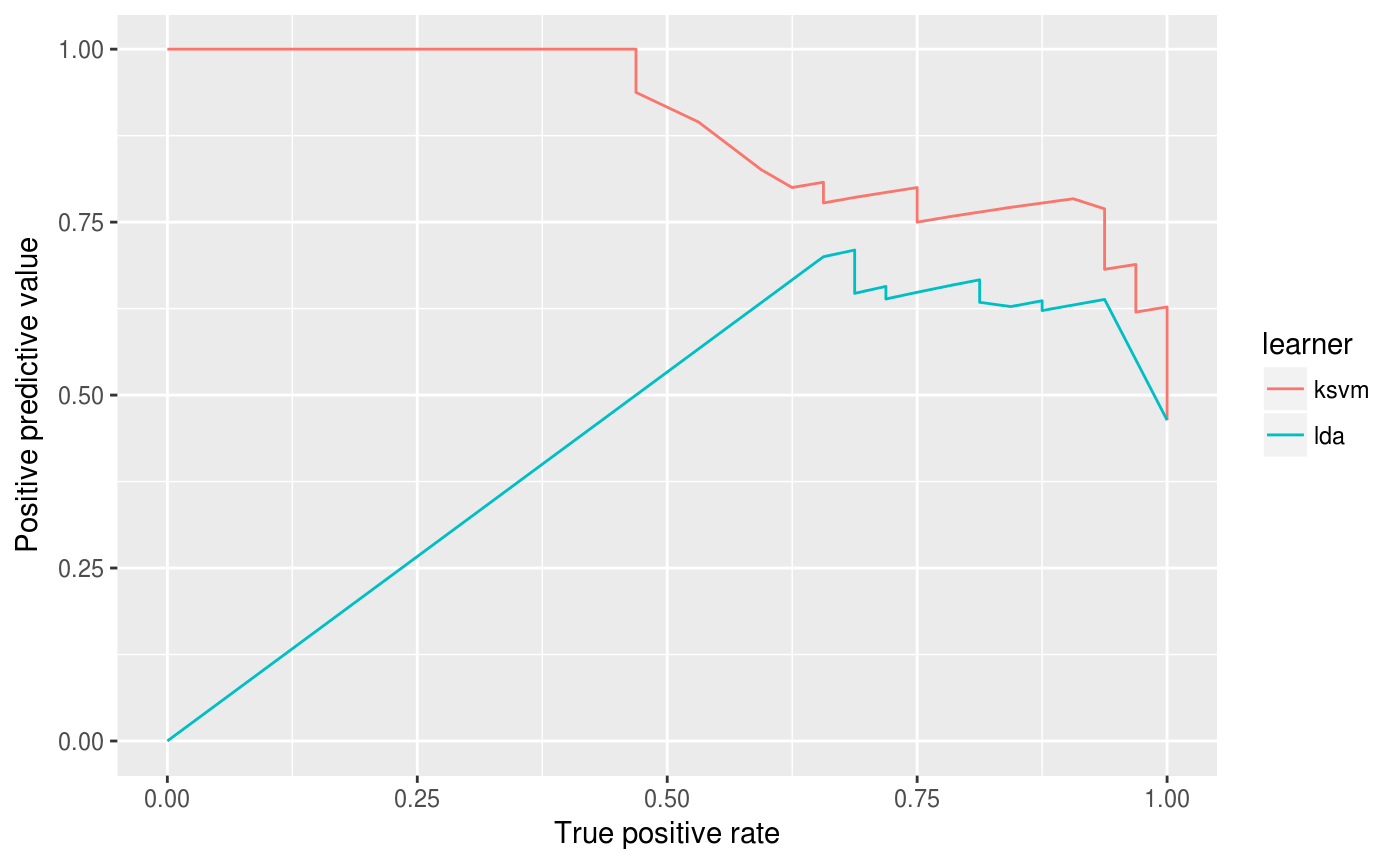 Positive predictive value
1.00
0.75
0.50
0.25
0.00
0.00 0.25 0.50 0.75 1.00
True positive rate
learner
ksvm
lda